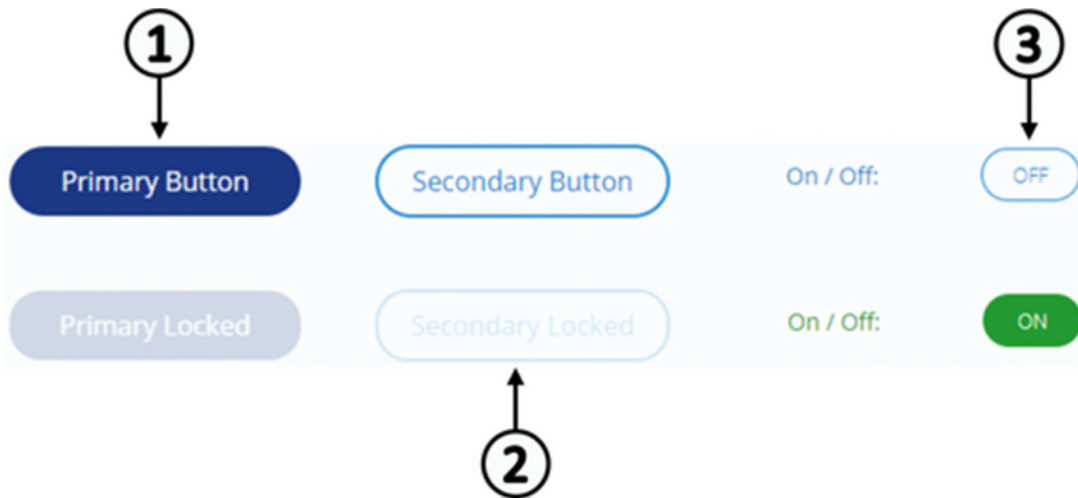 1 3
Primary Button Secondary Button On / Off: OFF
Primary Locked Secondary Locked On / Off: ON
2